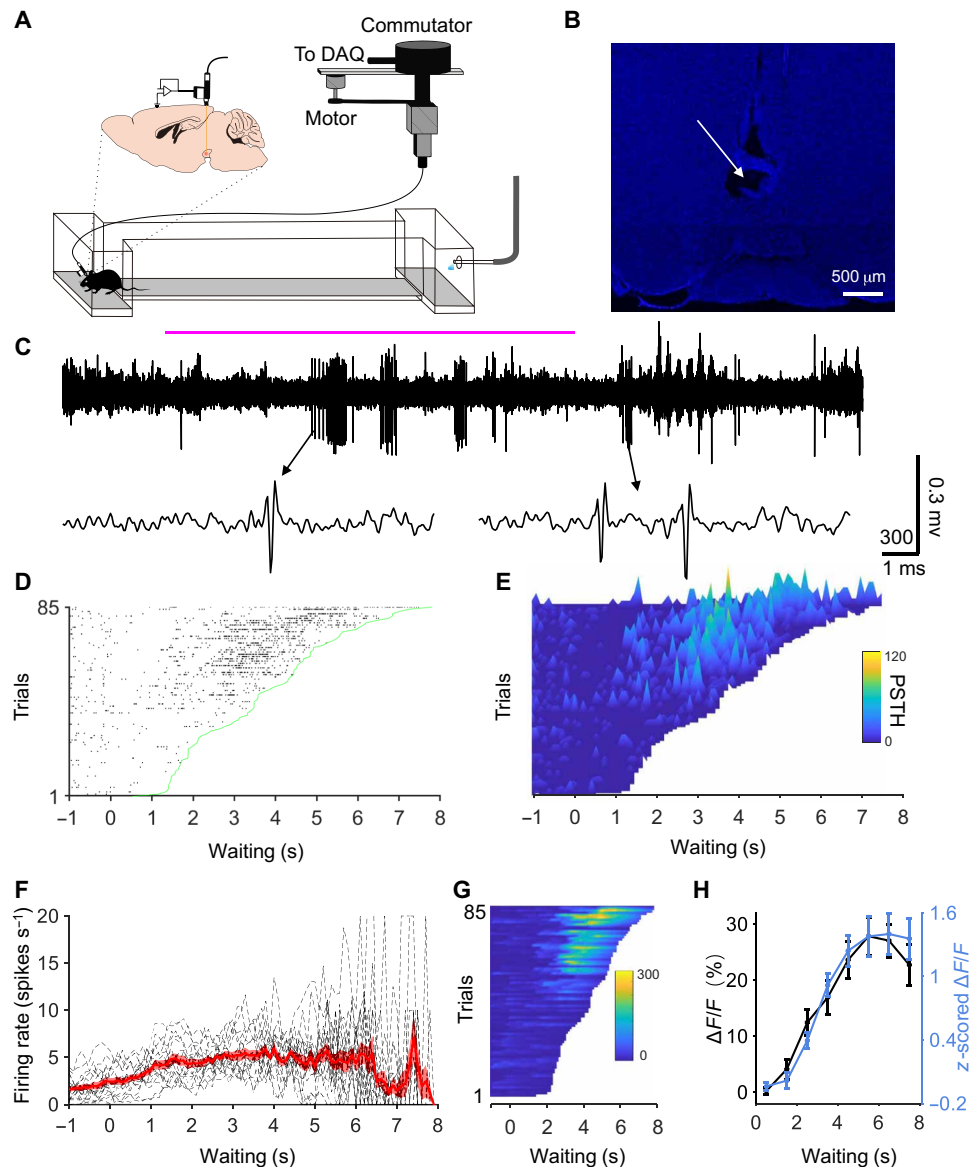 A
Commutator
To DAQ
Motor
B
500 µm
C
0.3 mv
300
1 ms
D
85
Trials
1
−1 0 1 2 3 4 5 6 7 8
Waiting (s)
E
Trials
120
PSTH
0
−1 0 1 2 3 4 5 6 7 8
Waiting (s)
F
20
15
10
5
0
Firing rate (spikes s⁻¹)
−1 0 1 2 3 4 5 6 7 8
Waiting (s)
G
85
Trials
1
300
0
0 2 4 6 8
Waiting (s)
H
30
20
10
0
ΔF/F (%)
1.6
1
0.4
−0.2
z-scored ΔF/F
0 2 4 6 8
Waiting (s)